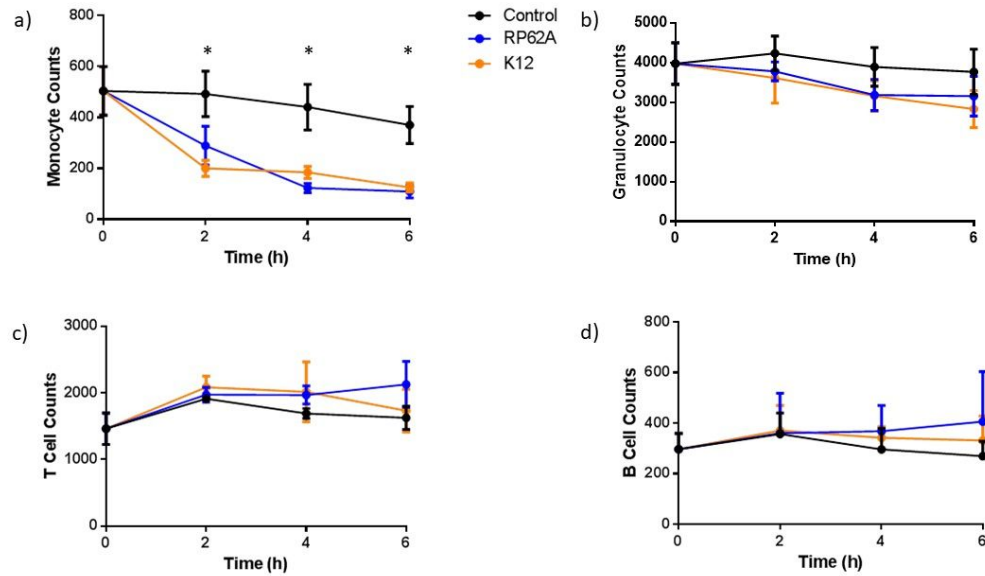 a)
Monocyte Counts
800
600
400
200
0
* * *
0 2 4 6
Time (h)
Control
RP62A
K12
b)
Granulocyte Counts
5000
4000
3000
2000
1000
0
0 2 4 6
Time (h)
c)
T Cell Counts
3000
2000
1000
0
0 2 4 6
Time (h)
d)
B Cell Counts
800
600
400
200
0
0 2 4 6
Time (h)